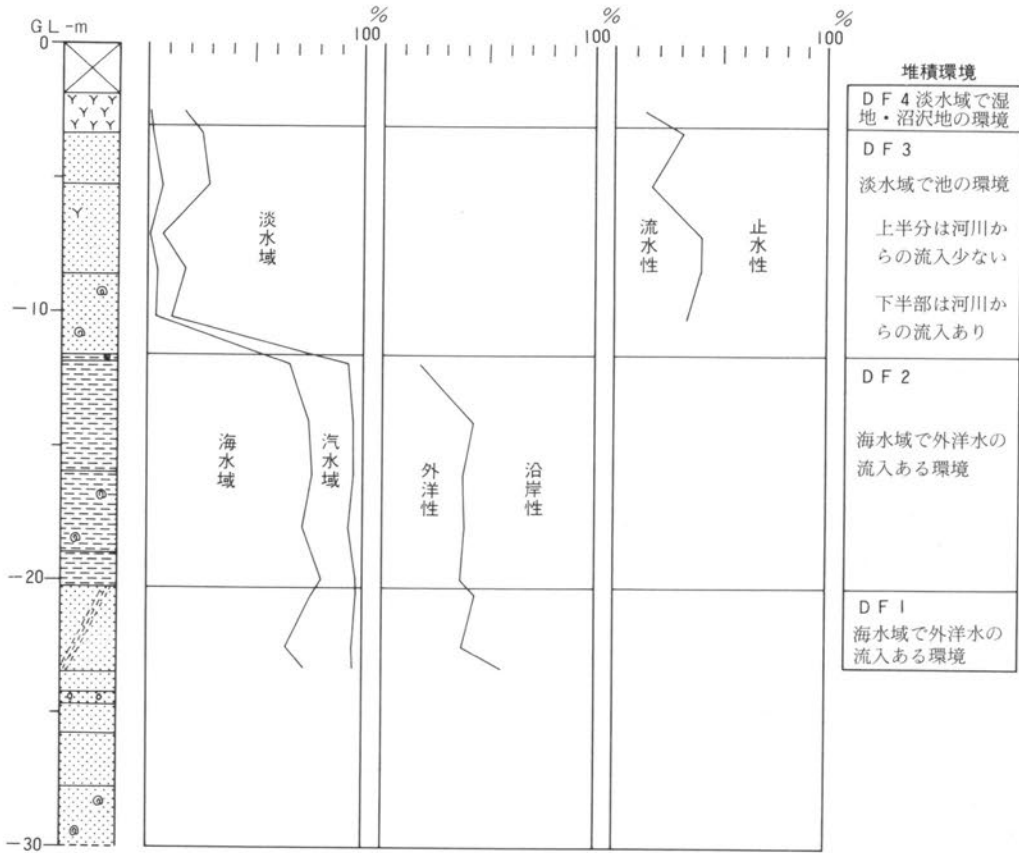 GL-m
0
-10
-20
-30
%
100
%
100
%
100
淡水域
海水域
汽水域
外洋性
沿岸性
流水性
止水性
堆積環境
DF4淡水域で湿
地・沼沢地の環境
DF3
淡水域で池の環境
上半分は河川か
らの流入少ない
下半部は河川か
らの流入あり
DF2
海水域で外洋水の
流入ある環境
DF1
海水域で外洋水の
流入ある環境